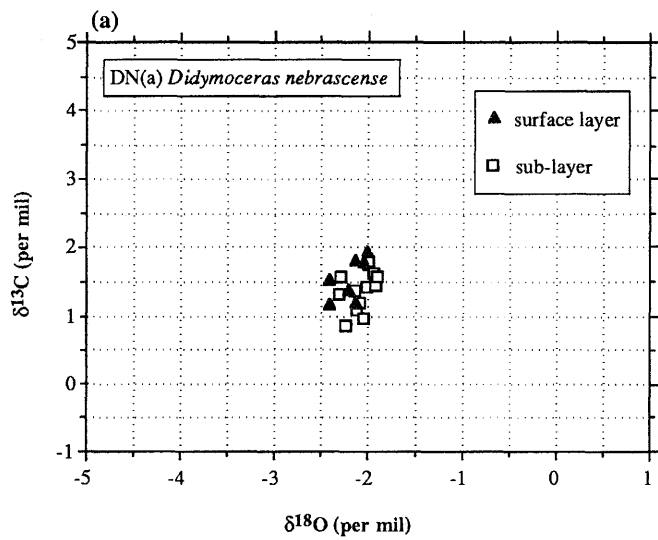 (a)
5
DN(a) Didymoceras nebrascense
4
surface layer
sub-layer
3
2
1
0
-1
δ13C (per mil)
-5 -4 -3 -2 -1 0 1
δ18O (per mil)